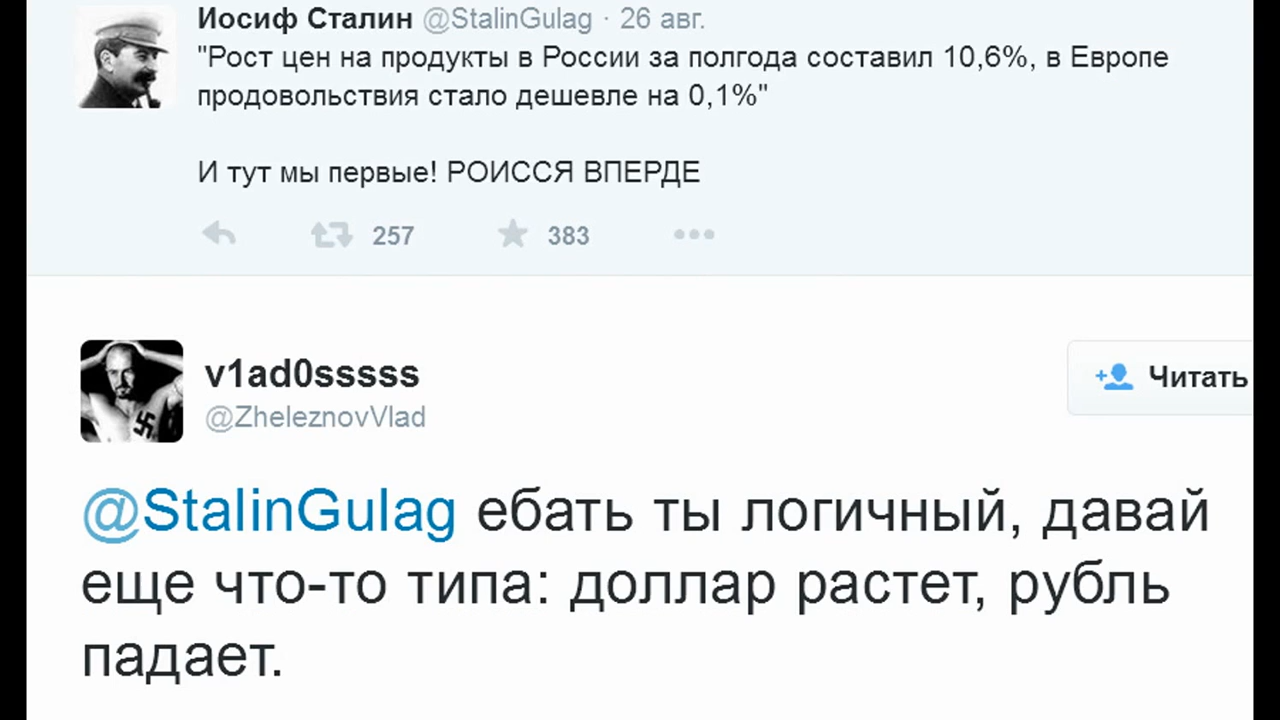 Иосиф Сталин @StalinGulag · 26 авг.
"Рост цен на продукты в России за полгода составил 10,6%, в Европе
продовольствия стало дешевле на 0,1%"
И тут мы первые! РОИССЯ ВПЕРДЕ
257 383
v1ad0sssss
@ZheleznovVlad
Читать
@StalinGulag ебать ты логичный, давай
еще что-то типа: доллар растет, рубль
падает.